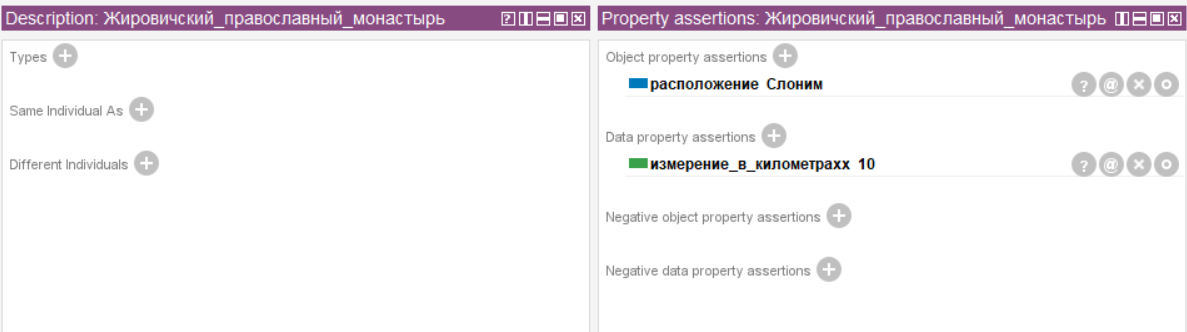 Description: Жировичский_православный_монастырь
Types
Same Individual As
Different Individuals
Property assertions: Жировичский_православный_монастырь
Object property assertions
расположение Слоним
Data property assertions
измерение_в_километрахх 10
Negative object property assertions
Negative data property assertions